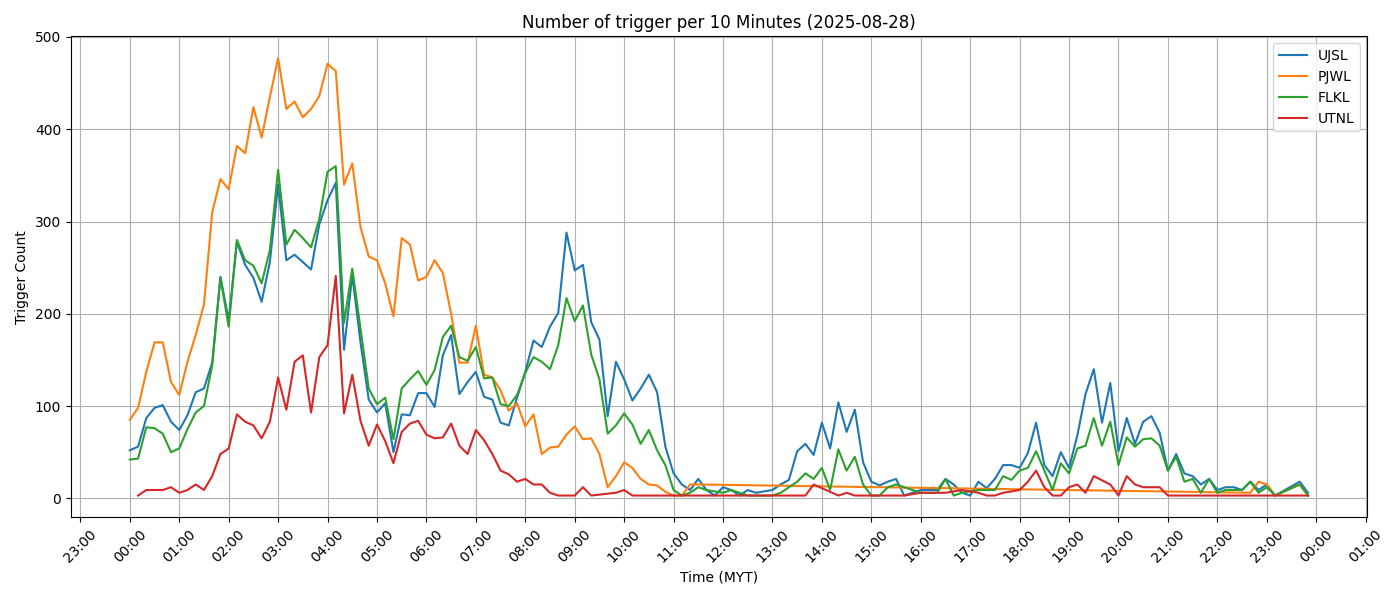 Number of trigger per 10 Minutes (2025-08-28)
500
400
300
200
100
0
Trigger Count
UJSL
PJWL
FLKL
UTNL
23:00 00:00 01:00 02:00 03:00 04:00 05:00 06:00 07:00 08:00 09:00 10:00 11:00 12:00 13:00 14:00 15:00 16:00 17:00 18:00 19:00 20:00 21:00 22:00 23:00 00:00 01:00
Time (MYT)